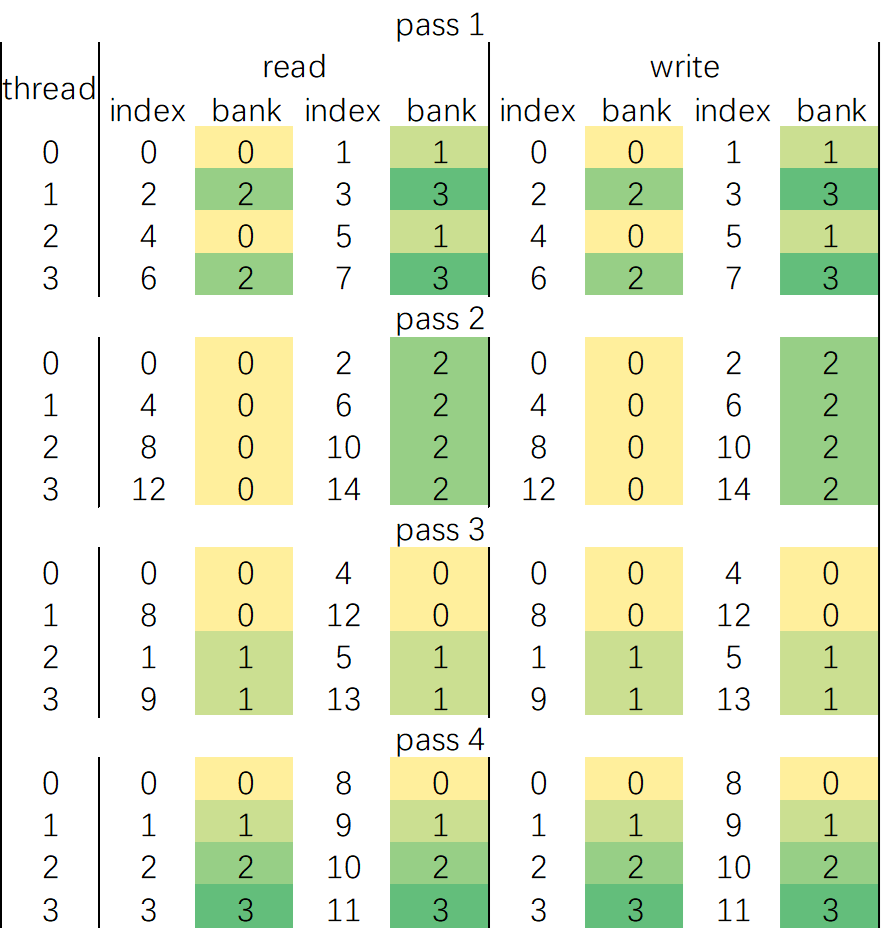 pass 1
thread read write
index bank index bank index bank index bank
0 0 0 1 1 0 0 1 1
1 2 2 3 3 2 2 3 3
2 4 0 5 1 4 0 5 1
3 6 2 7 3 6 2 7 3
pass 2
0 0 0 2 2 0 0 2 2
1 4 0 6 2 4 0 6 2
2 8 0 10 2 8 0 10 2
3 12 0 14 2 12 0 14 2
pass 3
0 0 0 4 0 0 0 4 0
1 8 0 12 0 8 0 12 0
2 1 1 5 1 1 1 5 1
3 9 1 13 1 9 1 13 1
pass 4
0 0 0 8 0 0 0 8 0
1 1 1 9 1 1 1 9 1
2 2 2 10 2 2 2 10 2
3 3 3 11 3 3 3 11 3